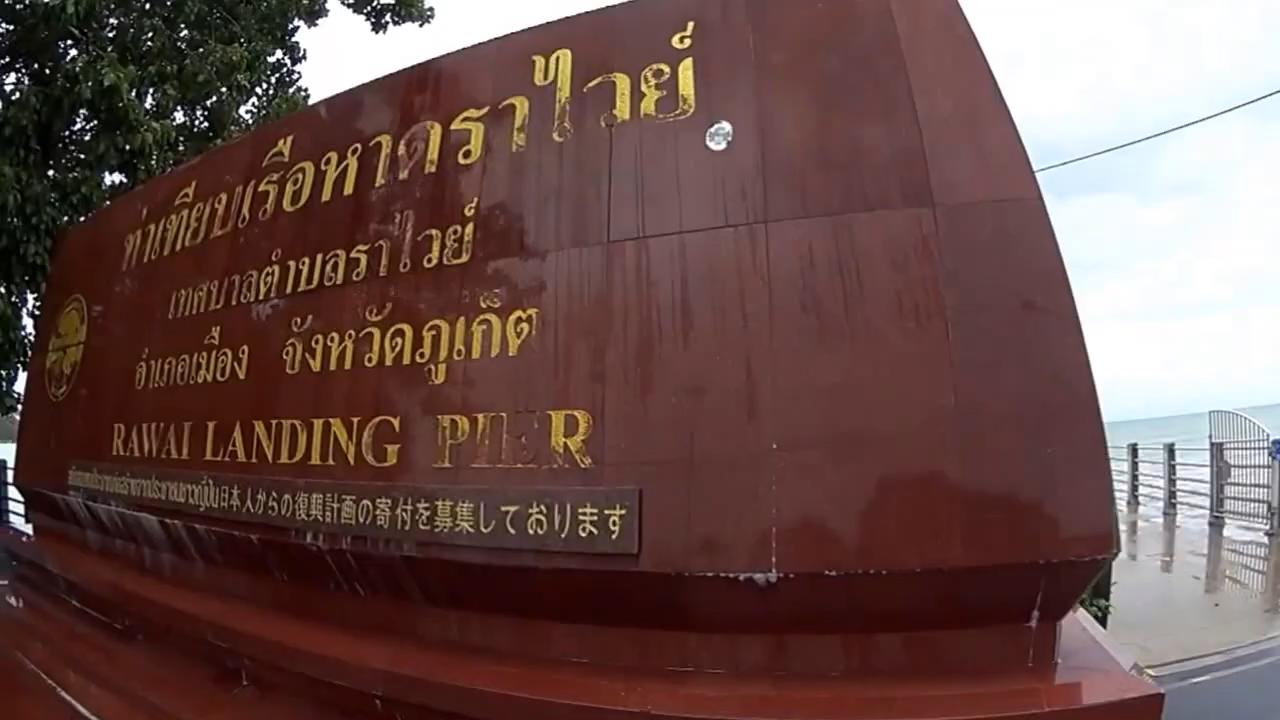 ท่าเทียบเรือหาดราไวย์
เทศบาลตำบลราไวย์
อำเภอเมือง จังหวัดภูเก็ต
RAWAI LANDING PIER
日本人からの復興計画の寄付を募集しております